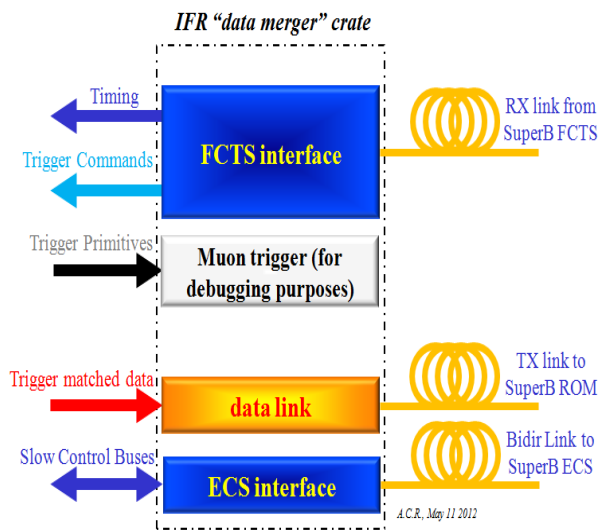 IFR “data merger” crate
Timing
Trigger Commands
FCTS interface
RX link from
SuperB FCTS
Trigger Primitives
Muon trigger (for
debugging purposes)
Trigger matched data
data link
TX link to
SuperB ROM
Slow Control Buses
ECS interface
Bidir Link to
SuperB ECS
A.C.R., May 11 2012